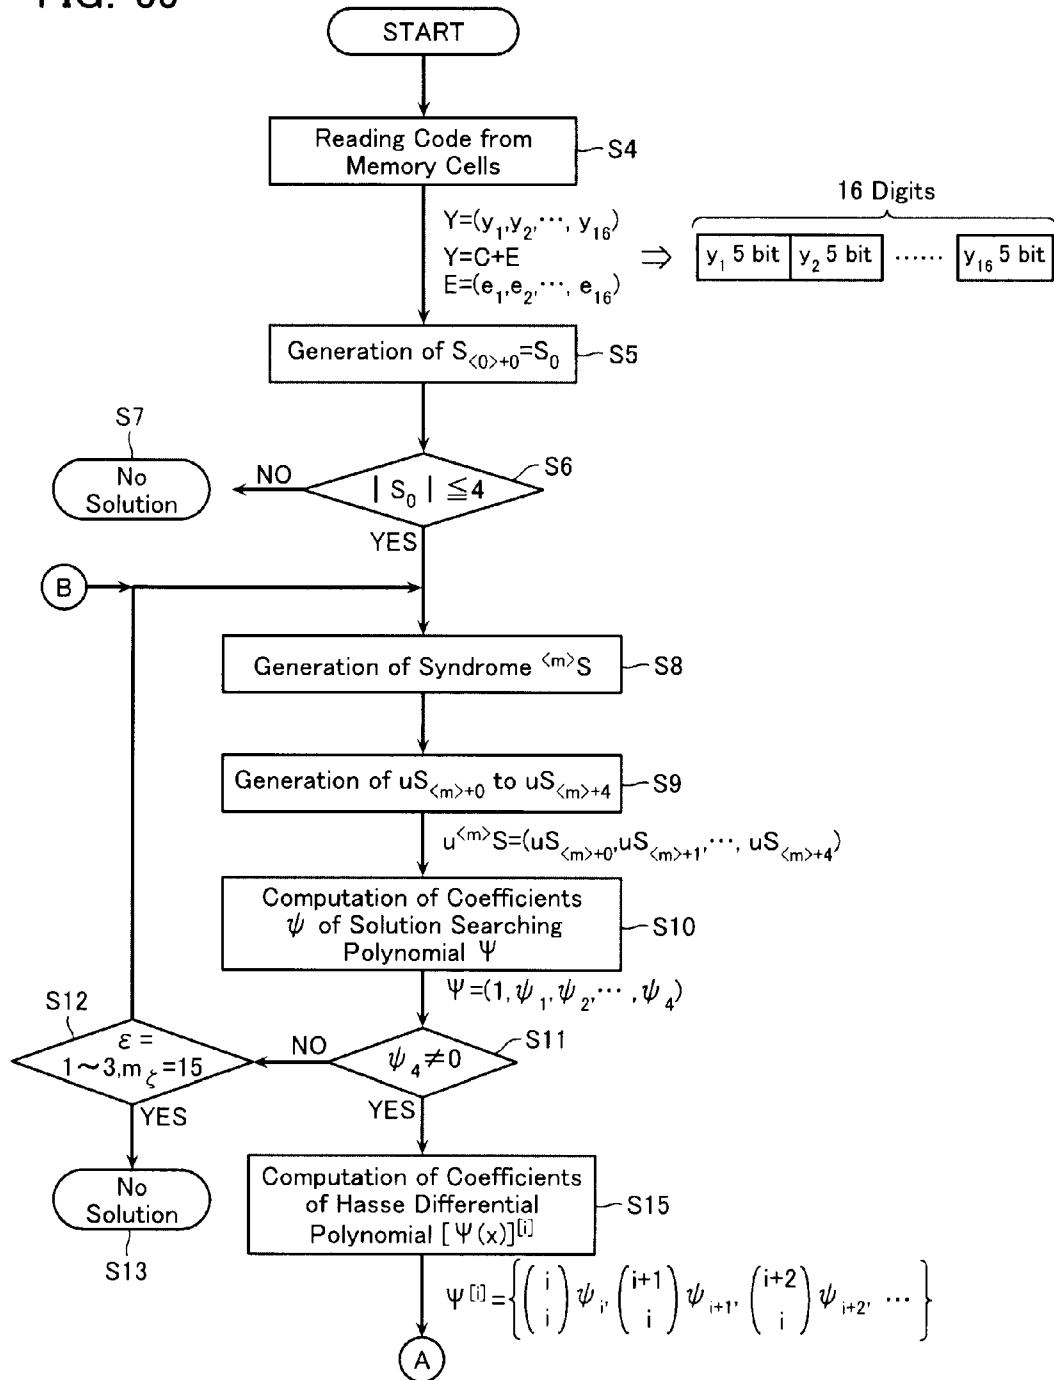 START
Reading Code from
Memory Cells
S4
Y=(y₁,y₂,⋯, y₁₆)
Y=C+E
E=(e₁,e₂,⋯, e₁₆)
⇒
16 Digits
y₁ 5 bit
y₂ 5 bit
......
y₁₆ 5 bit
Generation of S<0>+0=S₀
S5
S7
No
Solution
NO
| S₀ | ≦4
S6
YES
B
Generation of Syndrome <m>S
S8
Generation of uS<m>+0 to uS<m>+4
S9
u<m>S=(uS<m>+0,uS<m>+1,⋯, uS<m>+4)
Computation of Coefficients
ψ of Solution Searching
Polynomial Ψ
S10
Ψ=(1,ψ₁,ψ₂,⋯,ψ₄)
S12
ε =
1~3,mζ=15
NO
ψ₄≠0
S11
YES
YES
No
Solution
S13
Computation of Coefficients
of Hasse Differential
Polynomial [Ψ(x)][i]
S15
Ψ[i]={(i i)ψi, (i+1 i)ψi+1, (i+2 i)ψi+2, ⋯}
A